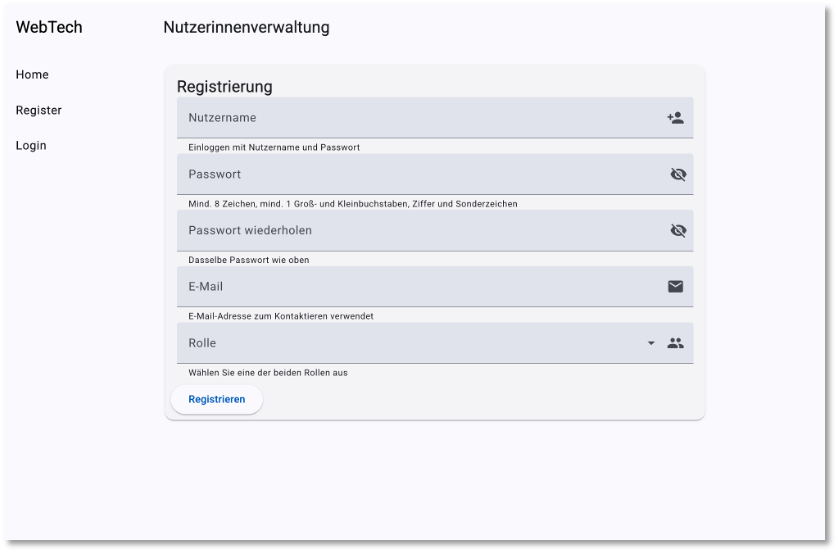 WebTech
Nutzerinnenverwaltung
Home
Register
Login
Registrierung
Nutzername
Einloggen mit Nutzername und Passwort
Passwort
Mind. 8 Zeichen, mind. 1 Groß- und Kleinbuchstaben, Ziffer und Sonderzeichen
Passwort wiederholen
Dasselbe Passwort wie oben
E-Mail
E-Mail-Adresse zum Kontaktieren verwendet
Rolle
Wählen Sie eine der beiden Rollen aus
Registrieren